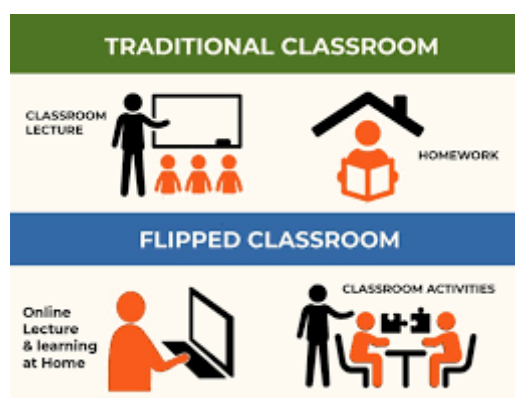 TRADITIONAL CLASSROOM
CLASSROOM
LECTURE
HOMEWORK
FLIPPED CLASSROOM
Online
Lecture
& learning
at Home
CLASSROOM ACTIVITIES